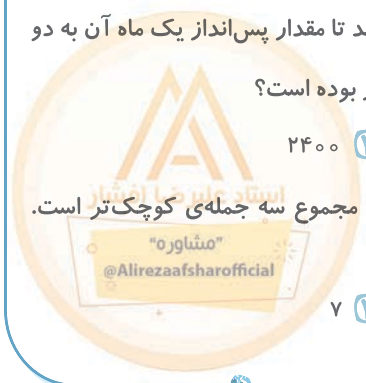 د تا مقدار پس‌انداز یک ماه آن به دو
بوده است؟
۲۴۰۰
استاد علیرضا افشار
مجموع سه جمله‌ی کوچک‌تر است.
"مشاوره"
@Alirezaafsharofficial
۷